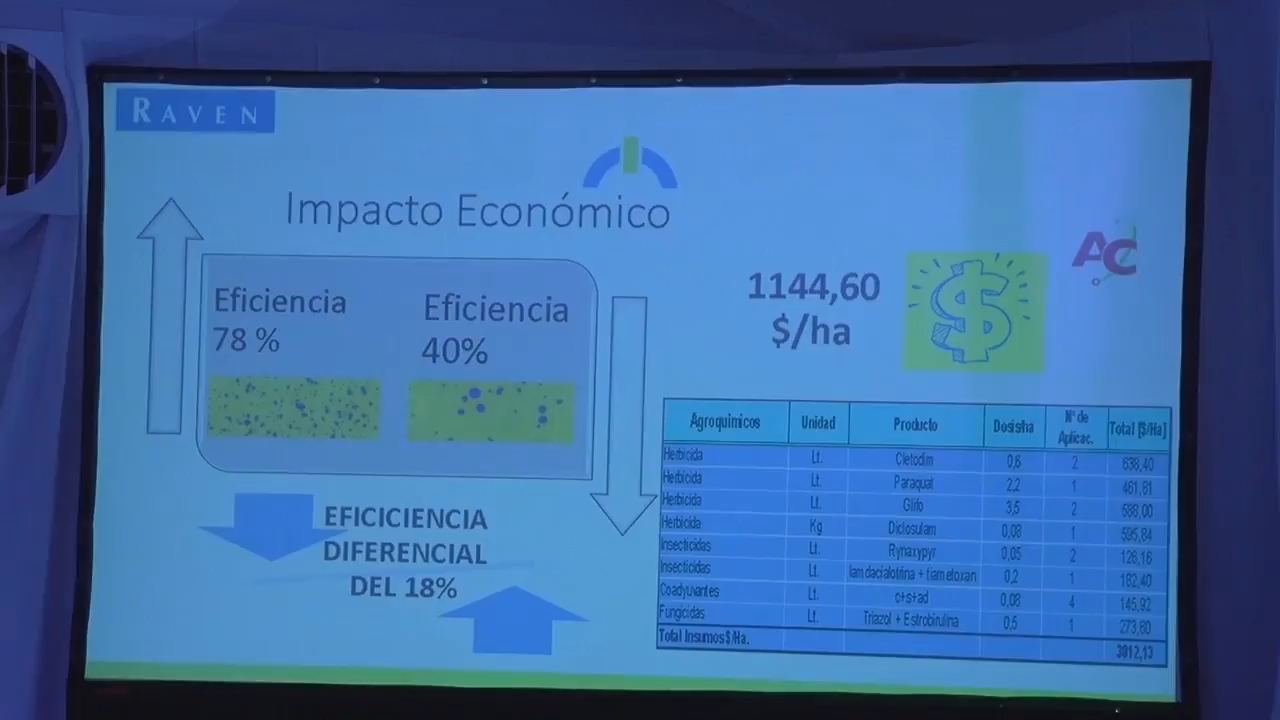 RAVEN
Impacto Económico
AC
Eficiencia
78 %
Eficiencia
40%
EFICICIENCIA
DIFERENCIAL
DEL 18%
1144,60
$/ha
$
Agroquimicos Unidad Producto Dosis/ha N° de Aplicac. Total [$/Ha]
Herbicida Lt. Cletodim 0,6 2 638,40
Herbicida Lt. Paraquat 2,2 1 461,61
Herbicida Lt. Glifo 3,5 2 588,00
Herbicida Kg Diclosulam 0,08 1 595,84
Insecticidas Lt. Rynaxypyr 0,05 2 126,16
Insecticidas Lt. 0,2 1 182,40
Coadyuvantes Lt. c+s+ad 0,08 4 145,92
Fungicidas Lt. Triazol + Estrobirulina 0,5 1 273,60
Total Insumos $/Ha. 3012,13